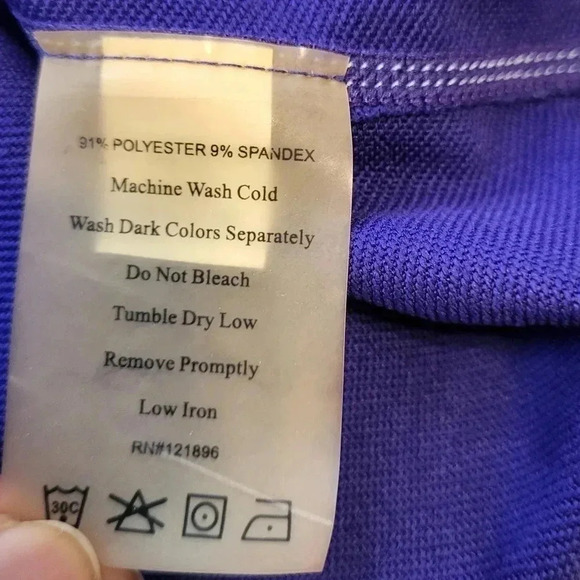 91% POLYESTER 9% SPANDEX
Machine Wash Cold
Wash Dark Colors Separately
Do Not Bleach
Tumble Dry Low
Remove Promptly
Low Iron
RN#121896
30C